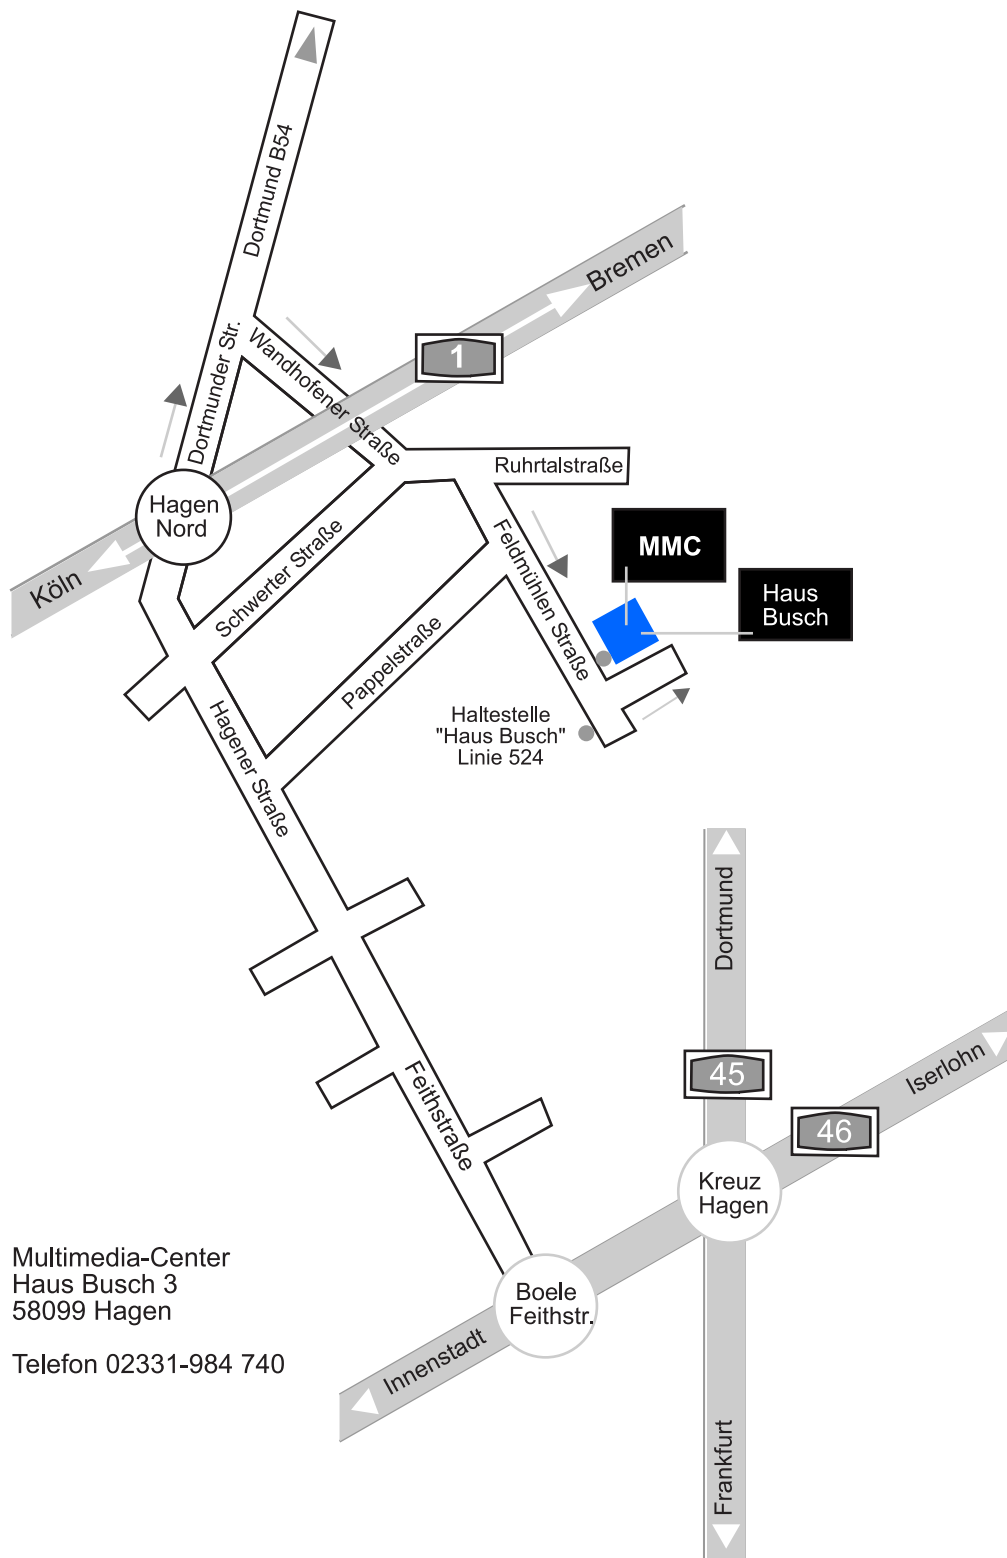 Dortmund B54
Bremen
Dortmunder Str.
Wandhofener Straße
1
Ruhrtalstraße
Hagen
Nord
Köln
Schwerter Straße
Feldmühlen Straße
MMC
Haus
Busch
Pappelstraße
Hagener Straße
Haltestelle
"Haus Busch"
Linie 524
Dortmund
Iserlohn
45
46
Feithstraße
Kreuz
Hagen
Multimedia-Center
Haus Busch 3
58099 Hagen
Telefon 02331-984 740
Boele
Feithstr.
Innenstadt
Frankfurt